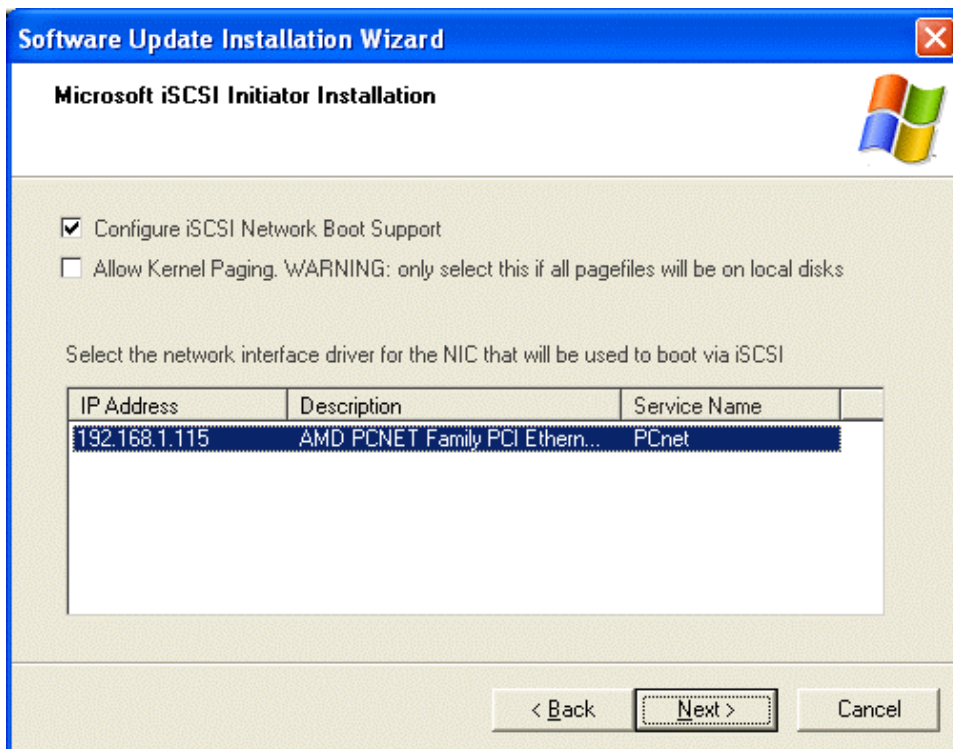 Software Update Installation Wizard
Microsoft iSCSI Initiator Installation
Configure iSCSI Network Boot Support
Allow Kernel Paging. WARNING: only select this if all pagefiles will be on local disks
Select the network interface driver for the NIC that will be used to boot via iSCSI
IP Address Description Service Name
192.168.1.115 AMD PCNET Family PCI Ethern... PCnet
< Back Next > Cancel